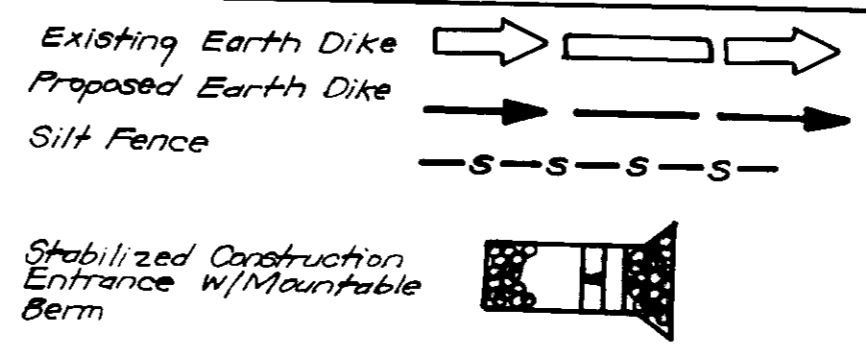 Existing Earth Dike
Proposed Earth Dike
Silt Fence
S S S S
Stabilized Construction
Entrance w/Mountable
Berm